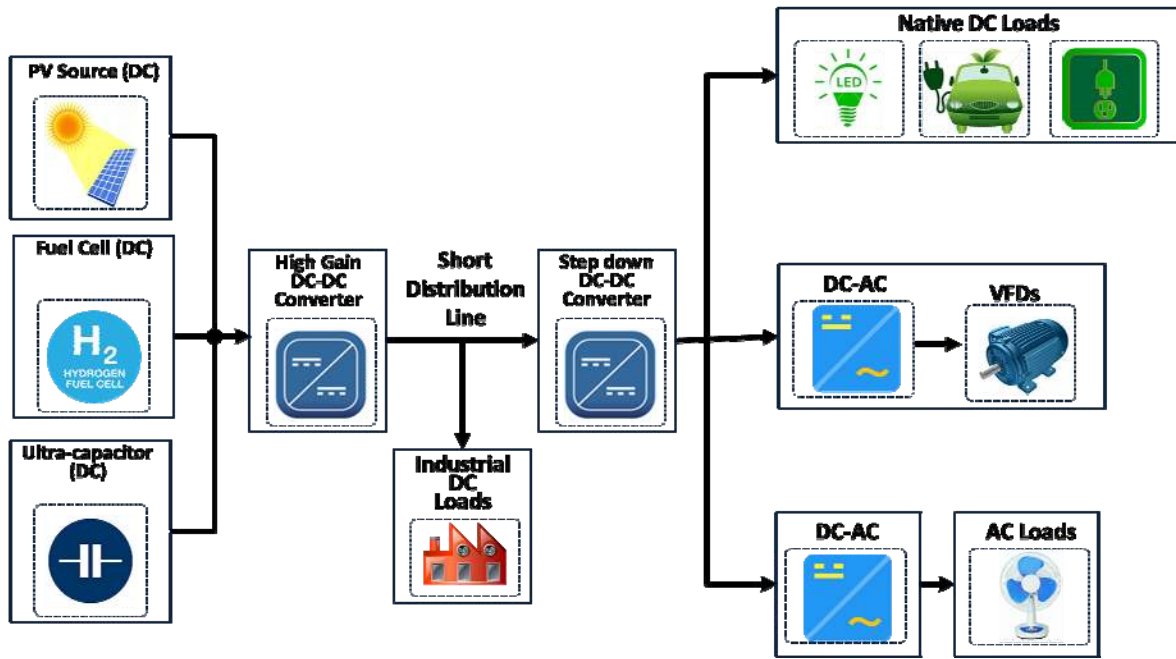 PV Source (DC)
Fuel Cell (DC)
H2
HYDROGEN
FUEL CELL
Ultra-capacitor
(DC)
High Gain
DC-DC
Converter
Short
Distribution
Line
Industrial
DC
Loads
Step down
DC-DC
Converter
Native DC Loads
LED
DC-AC
VFDs
DC-AC
AC Loads